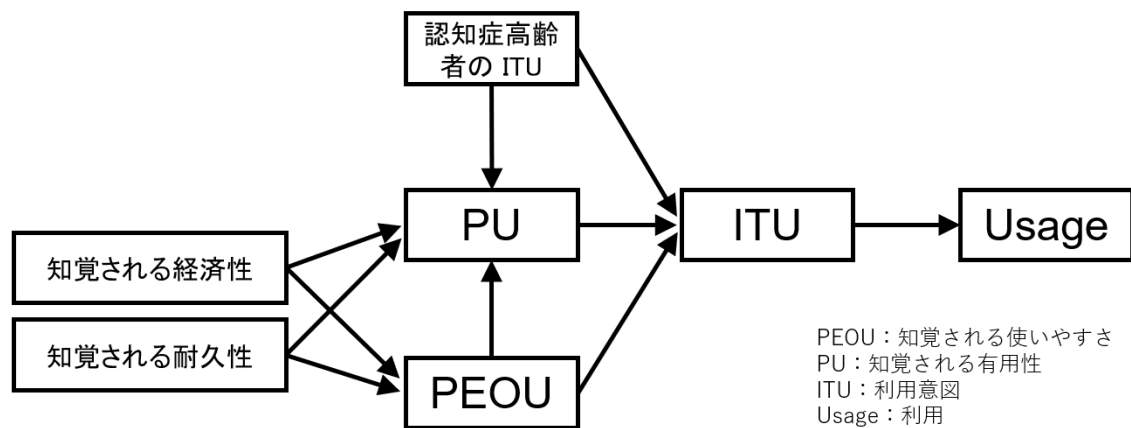 認知症高齢
者の ITU
PU
ITU
Usage
知覚される経済性
知覚される耐久性
PEOU
PEOU：知覚される使いやすさ
PU：知覚される有用性
ITU：利用意図
Usage：利用